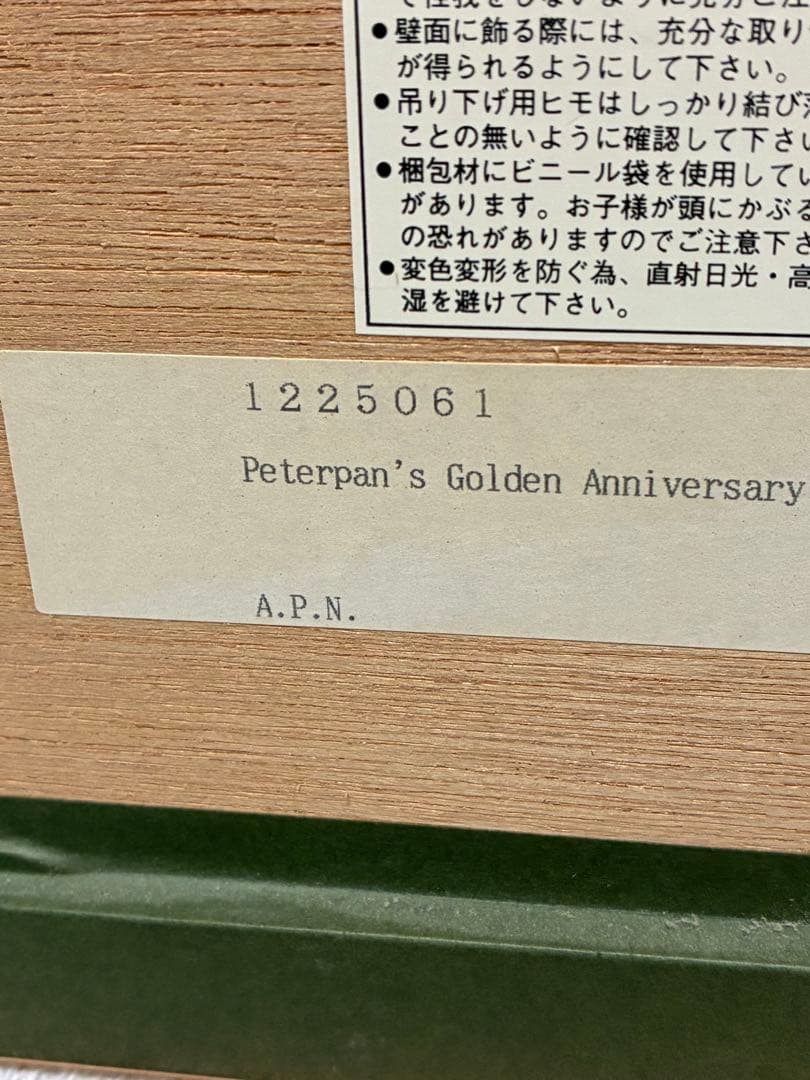 ●壁面に飾る際には、充分な取り
が得られるようにして下さい。
●吊り下げ用ヒモはしっかり結び
ことの無いように確認して下さい
●梱包材にビニール袋を使用してい
があります。お子様が頭にかぶる
の恐れがありますのでご注意下さ
●変色変形を防ぐ為、直射日光・高
湿を避けて下さい。
1225061
Peterpan's Golden Anniversary
A.P.N.